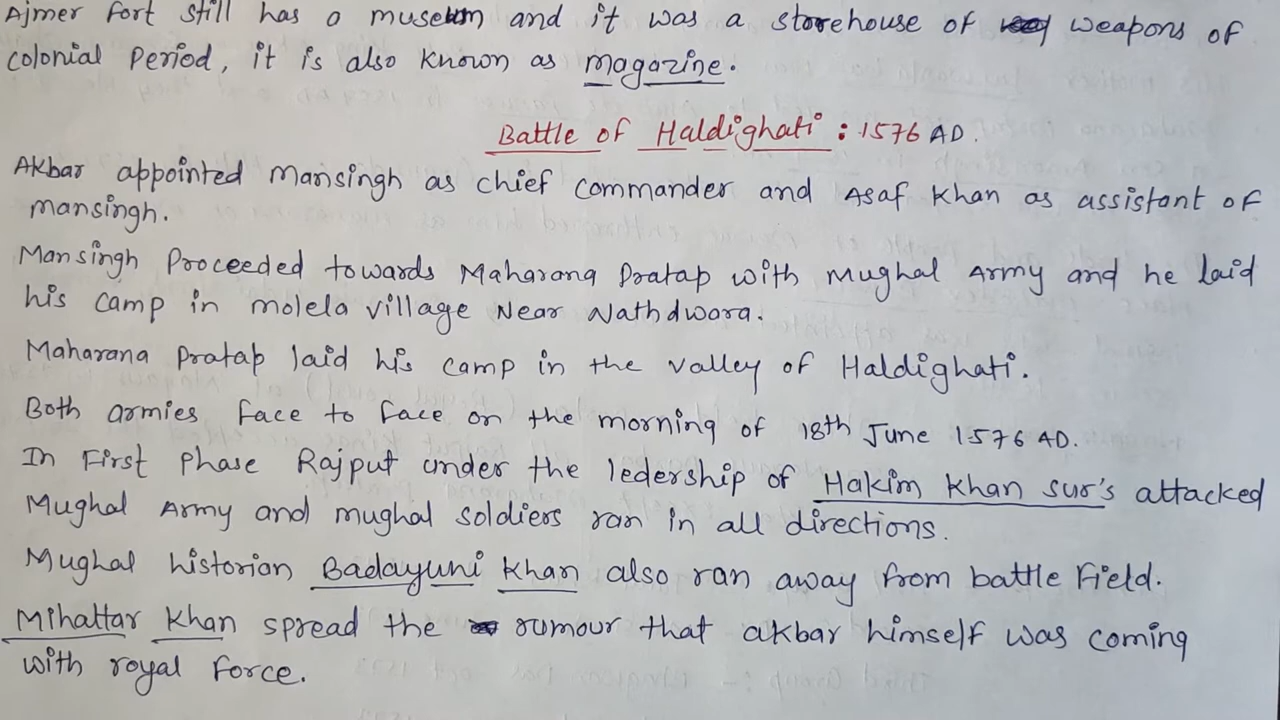 Ajmer fort still has a museum and it was a storehouse of weapons of
colonial Period, it is also known as magazine.
Battle of Haldighati : 1576 AD.
Akbar appointed Mansingh as chief commander and Asaf Khan as assistant of
mansingh.
Mansingh Proceeded towards Maharana Pratap with Mughal Army and he laid
his camp in molela village Near Nathdwara.
Maharana Pratap laid his camp in the valley of Haldighati.
Both armies face to face on the morning of 18th June 1576 AD.
In First phase Rajput under the ledership of Hakim Khan sur's attacked
Mughal Army and mughal soldiers ran in all directions.
Mughal historian Badayuni Khan also ran away from battle Field.
Mihattar Khan spread the rumour that akbar himself was coming
with royal force.